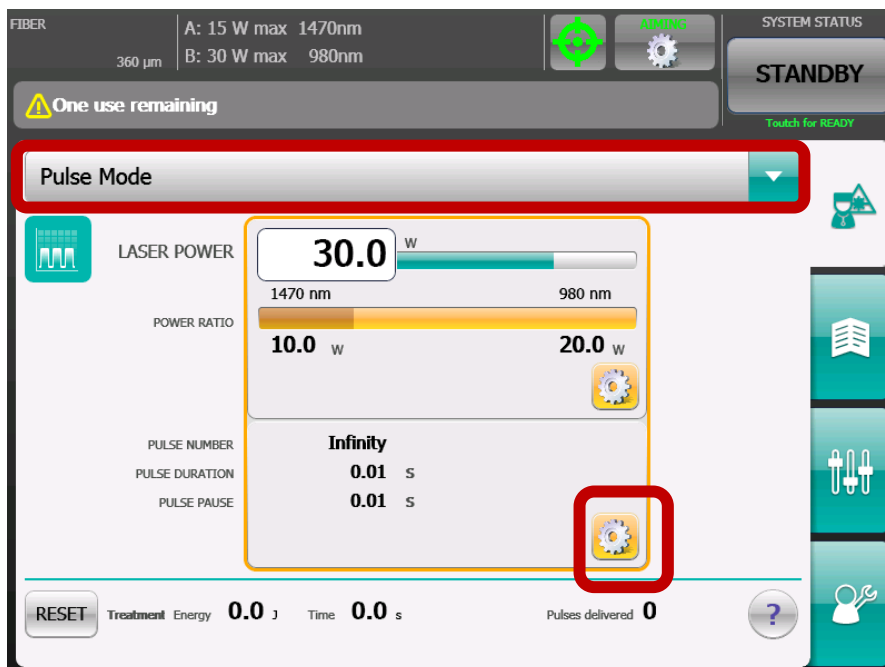 FIBER
360 µm
A: 15 W max 1470nm
B: 30 W max 980nm
AIMING
SYSTEM STATUS
STANDBY
Toutch for READY
One use remaining
Pulse Mode
LASER POWER 30.0 W
1470 nm 980 nm
POWER RATIO
10.0 W 20.0 W
PULSE NUMBER Infinity
PULSE DURATION 0.01 s
PULSE PAUSE 0.01 s
RESET Treatment Energy 0.0 J Time 0.0 s Pulses delivered 0 ?